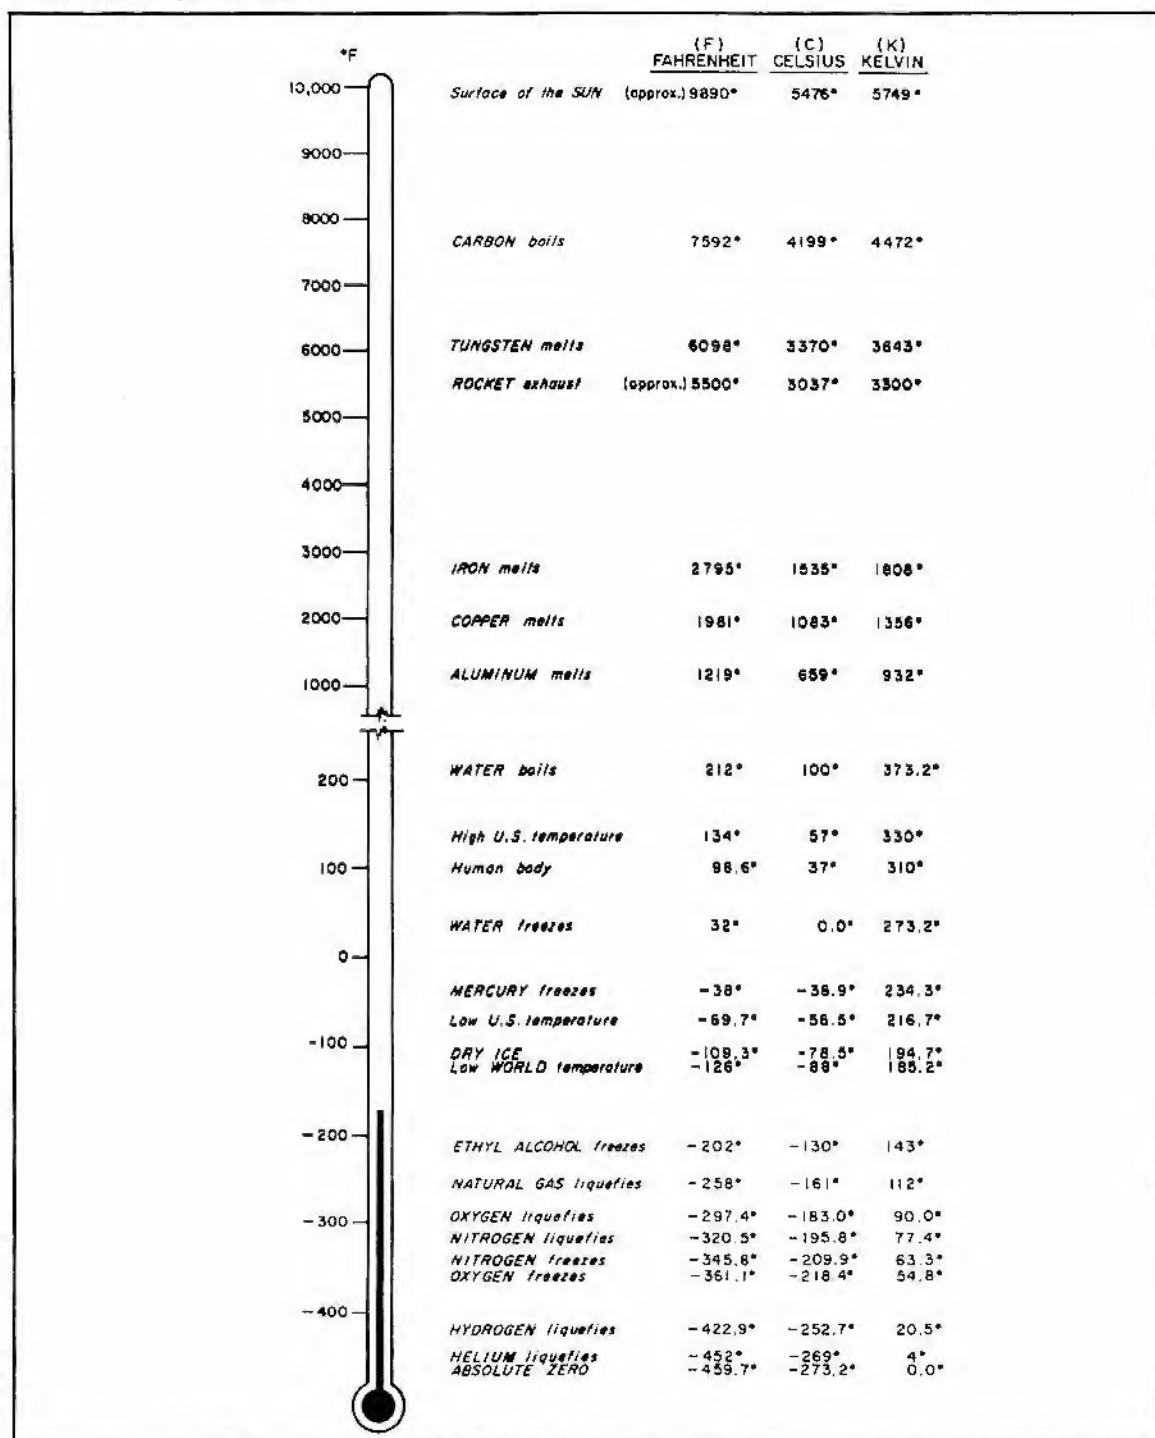 °F
(F) (C) (K)
FAHRENHEIT CELSIUS KELVIN
10,000 Surface of the SUN (approx.) 9890° 5476° 5749°
9000
8000
CARBON boils 7592° 4199° 4472°
7000
6000 TUNGSTEN melts 6098° 3370° 3643°
ROCKET exhaust (approx.) 5500° 3037° 3300°
5000
4000
3000
IRON melts 2795° 1535° 1808°
2000 COPPER melts 1981° 1083° 1356°
1000 ALUMINUM melts 1219° 659° 932°
200 WATER boils 212° 100° 373.2°
High U.S. temperature 134° 57° 330°
100 Human body 98.6° 37° 310°
WATER freezes 32° 0.0° 273.2°
0
MERCURY freezes -38° -38.9° 234.3°
Low U.S. temperature -69.7° -56.5° 216.7°
-100 DRY ICE -109.3° -78.5° 194.7°
Low WORLD temperature -126° -88° 185.2°
-200 ETHYL ALCOHOL freezes -202° -130° 143°
NATURAL GAS liquefies -258° -161° 112°
-300 OXYGEN liquefies -297.4° -183.0° 90.0°
NITROGEN liquefies -320.5° -195.8° 77.4°
NITROGEN freezes -345.8° -209.9° 63.3°
OXYGEN freezes -361.1° -218.4° 54.8°
-400
HYDROGEN liquefies -422.9° -252.7° 20.5°
HELIUM liquefies -452° -269° 4°
ABSOLUTE ZERO -459.7° -273.2° 0.0°